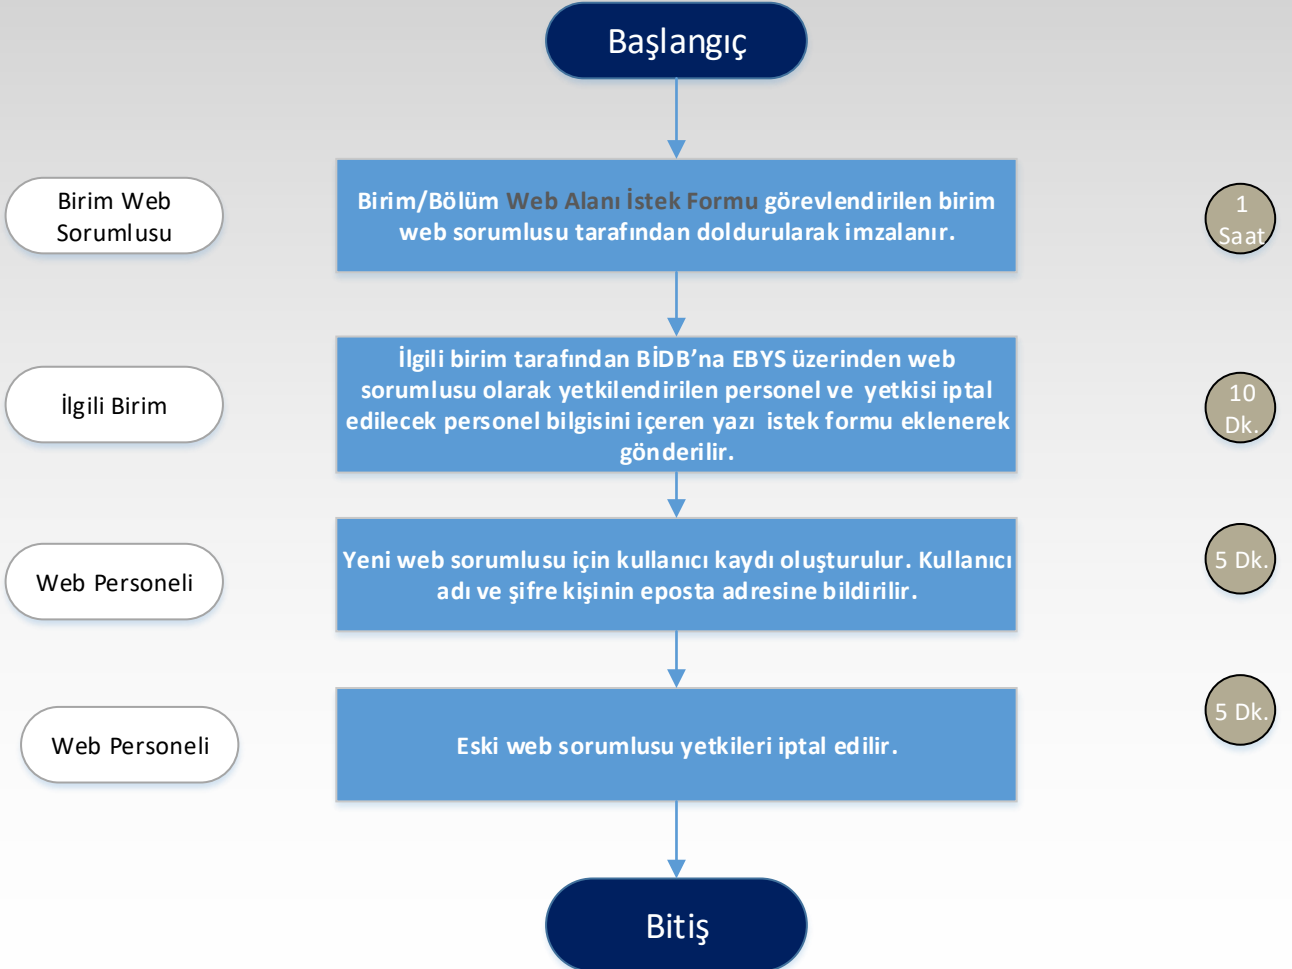 Başlangıç
Birim Web
Sorumlusu
Birim/Bölüm Web Alanı İstek Formu görevlendirilen birim
web sorumlusu tarafından doldurularak imzalanır.
1
Saat
İlgili Birim
İlgili birim tarafından BİDB’na EBYS üzerinden web
sorumlusu olarak yetkilendirilen personel ve yetkisi iptal
edilecek personel bilgisini içeren yazı istek formu eklenerek
gönderilir.
10
Dk.
Web Personeli
Yeni web sorumlusu için kullanıcı kaydı oluşturulur. Kullanıcı
adı ve şifre kişinin eposta adresine bildirilir.
5 Dk.
Web Personeli
Eski web sorumlusu yetkileri iptal edilir.
5 Dk.
Bitiş